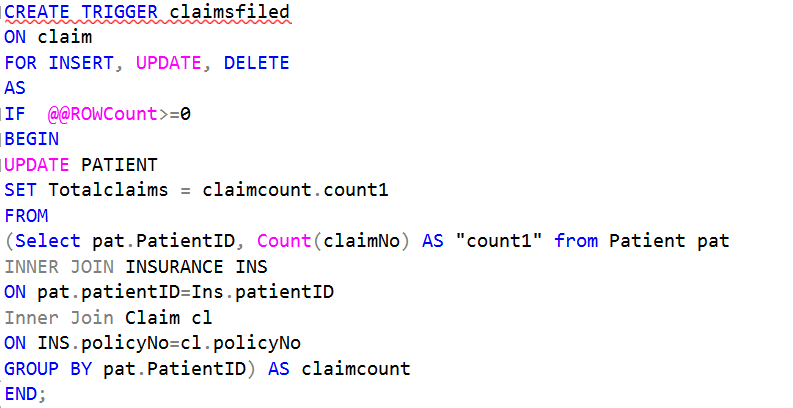 CREATE TRIGGER claimsfiled
ON claim
FOR INSERT, UPDATE, DELETE
AS
IF  @@ROWCount>=0
BEGIN
UPDATE PATIENT
SET Totalclaims = claimcount.count1
FROM
(Select pat.PatientID, Count(claimNo) AS "count1" from Patient pat
INNER JOIN INSURANCE INS
ON pat.patientID=Ins.patientID
Inner Join Claim cl
ON INS.policyNo=cl.policyNo
GROUP BY pat.PatientID) AS claimcount
END;